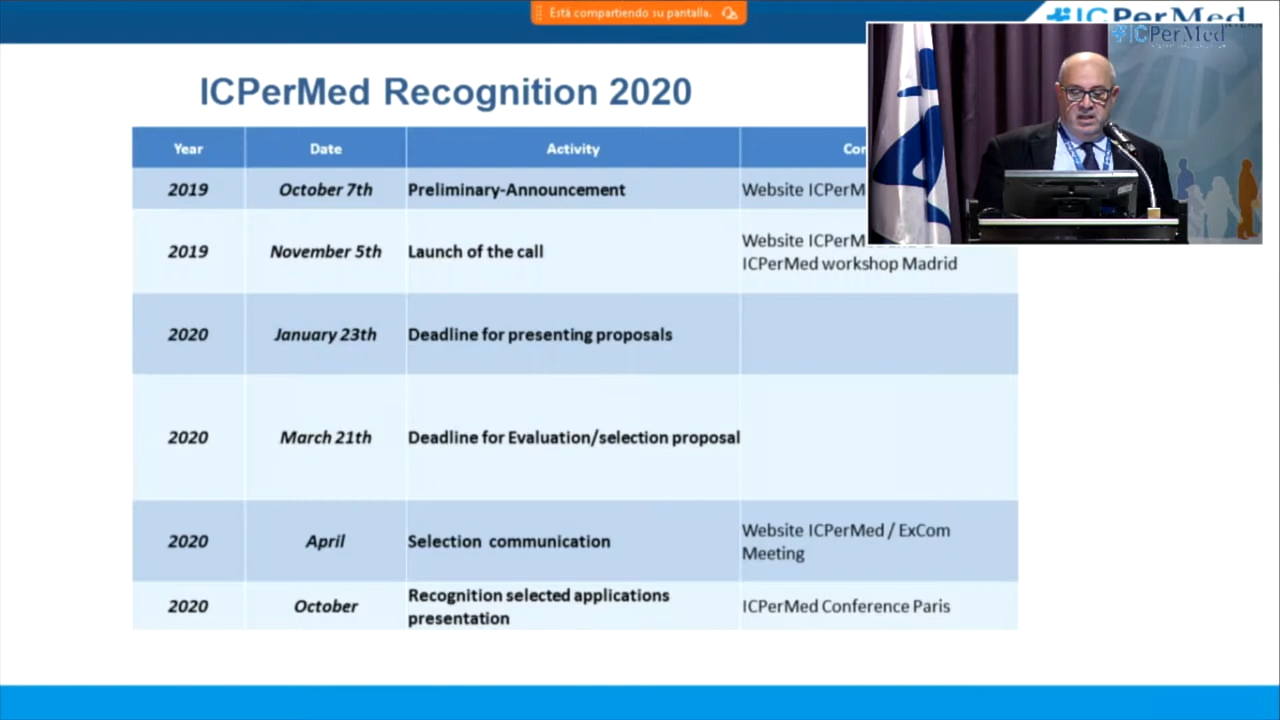 Está compartiendo su pantalla.
ICPerMed
ICPerMed
ICPerMed Recognition 2020
Year Date Activity
2019 October 7th Preliminary-Announcement Website
2019 November 5th Launch of the call Website
ICPerMed workshop Madrid
2020 January 23th Deadline for presenting proposals
2020 March 21th Deadline for Evaluation/selection proposal
2020 April Selection communication Website ICPerMed / ExCom
Meeting
2020 October Recognition selected applications
presentation ICPerMed Conference Paris